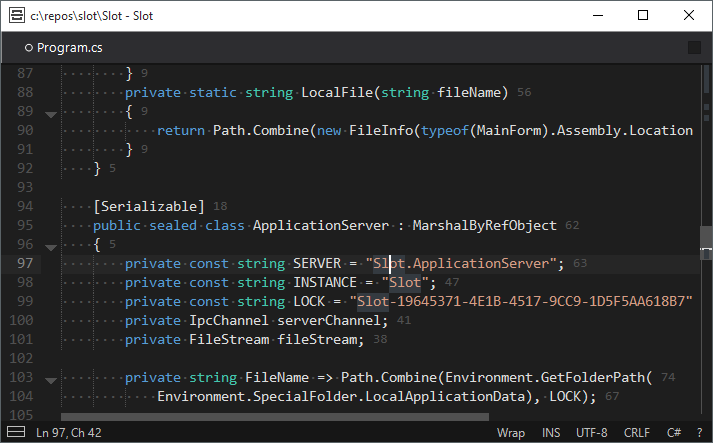 c:\repos\slot\Slot - Slot
Program.cs
87 } 9
88 private static string LocalFile(string fileName) 56
89 { 9
90 return Path.Combine(new FileInfo(typeof(MainForm).Assembly.Location
91 } 9
92 } 5
93
94 [Serializable] 18
95 public sealed class ApplicationServer : MarshalByRefObject 62
96 { 5
97 private const string SERVER = "Slot.ApplicationServer"; 63
98 private const string INSTANCE = "Slot"; 47
99 private const string LOCK = "Slot-19645371-4E1B-4517-9CC9-1D5F5AA618B7"
100 private IpcChannel serverChannel; 41
101 private FileStream fileStream; 38
102
103 private string FileName => Path.Combine(Environment.GetFolderPath( 74
104 Environment.SpecialFolder.LocalApplicationData), LOCK); 67
105
Ln 97, Ch 42 Wrap INS UTF-8 CRLF C# ?